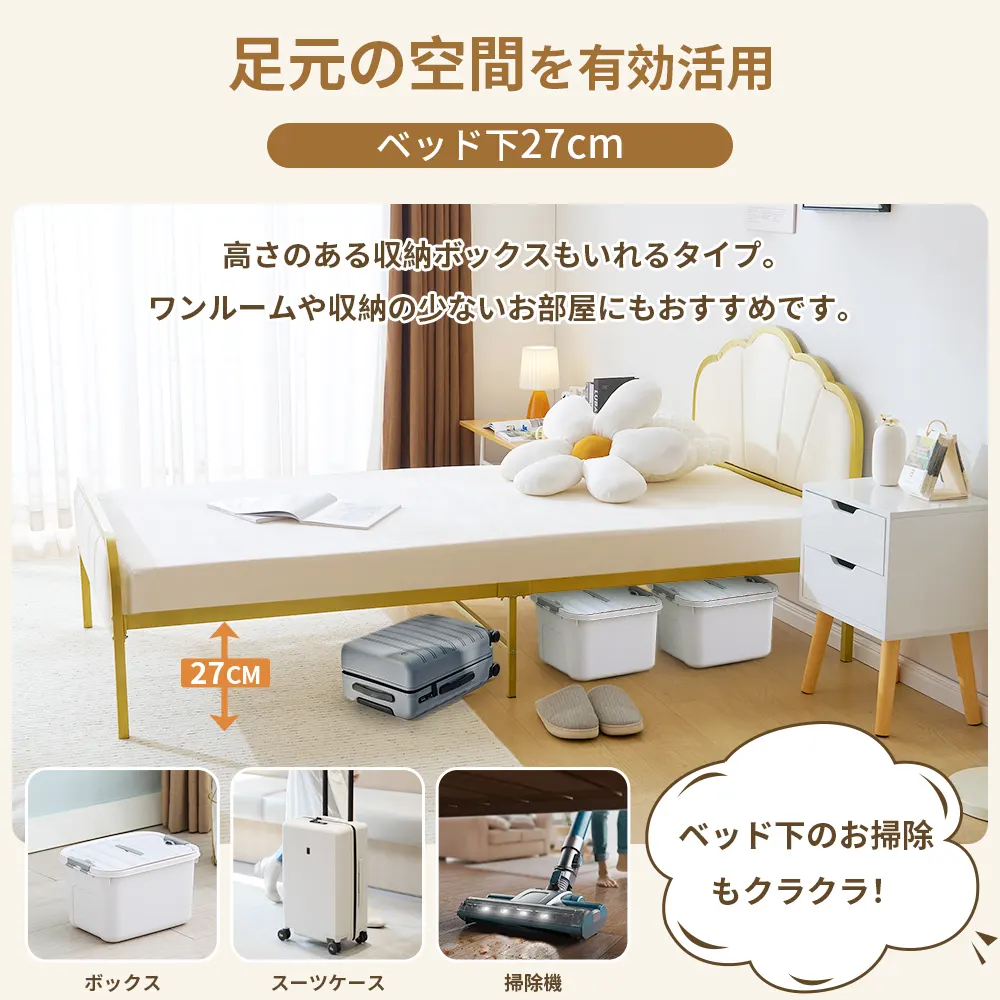 足元の空間を有効活用
ベッド下27cm
高さのある収納ボックスもいれるタイプ。
ワンルームや収納の少ないお部屋にもおすすめです。
27CM
ベッド下のお掃除
もクラクラ!
ボックス
スーツケース
掃除機